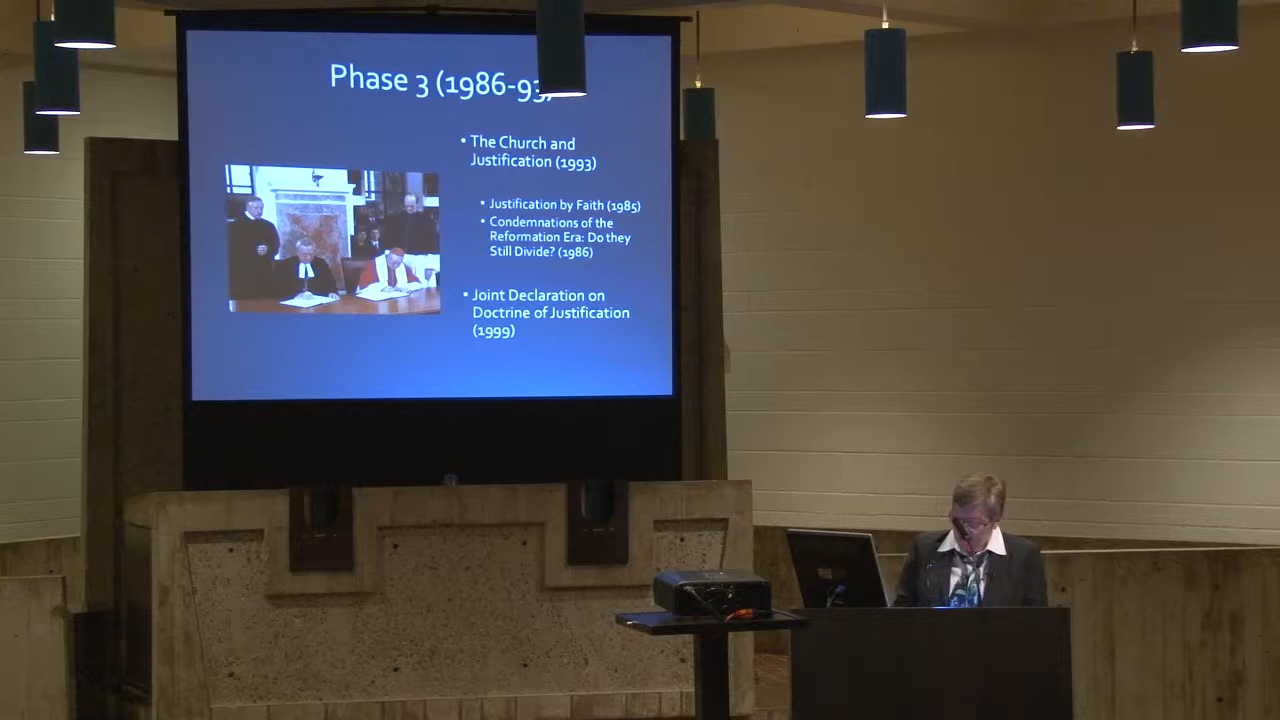 Phase 3 (1986-93
• The Church and
Justification (1993)
• Justification by Faith (1985)
• Condemnations of the
Reformation Era: Do they
Still Divide? (1986)
• Joint Declaration on
Doctrine of Justification
(1999)